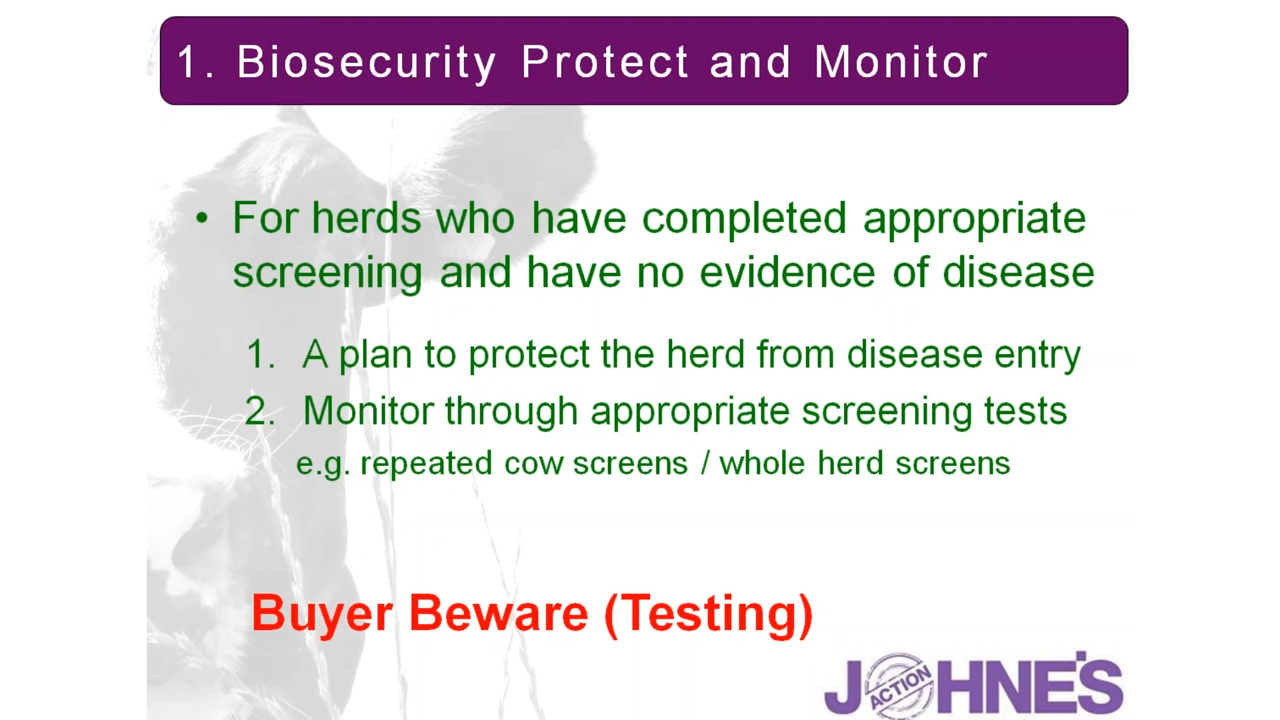 1. Biosecurity Protect and Monitor
• For herds who have completed appropriate
screening and have no evidence of disease
1. A plan to protect the herd from disease entry
2. Monitor through appropriate screening tests
e.g. repeated cow screens / whole herd screens
Buyer Beware (Testing)
ACTION
JOHNE'S